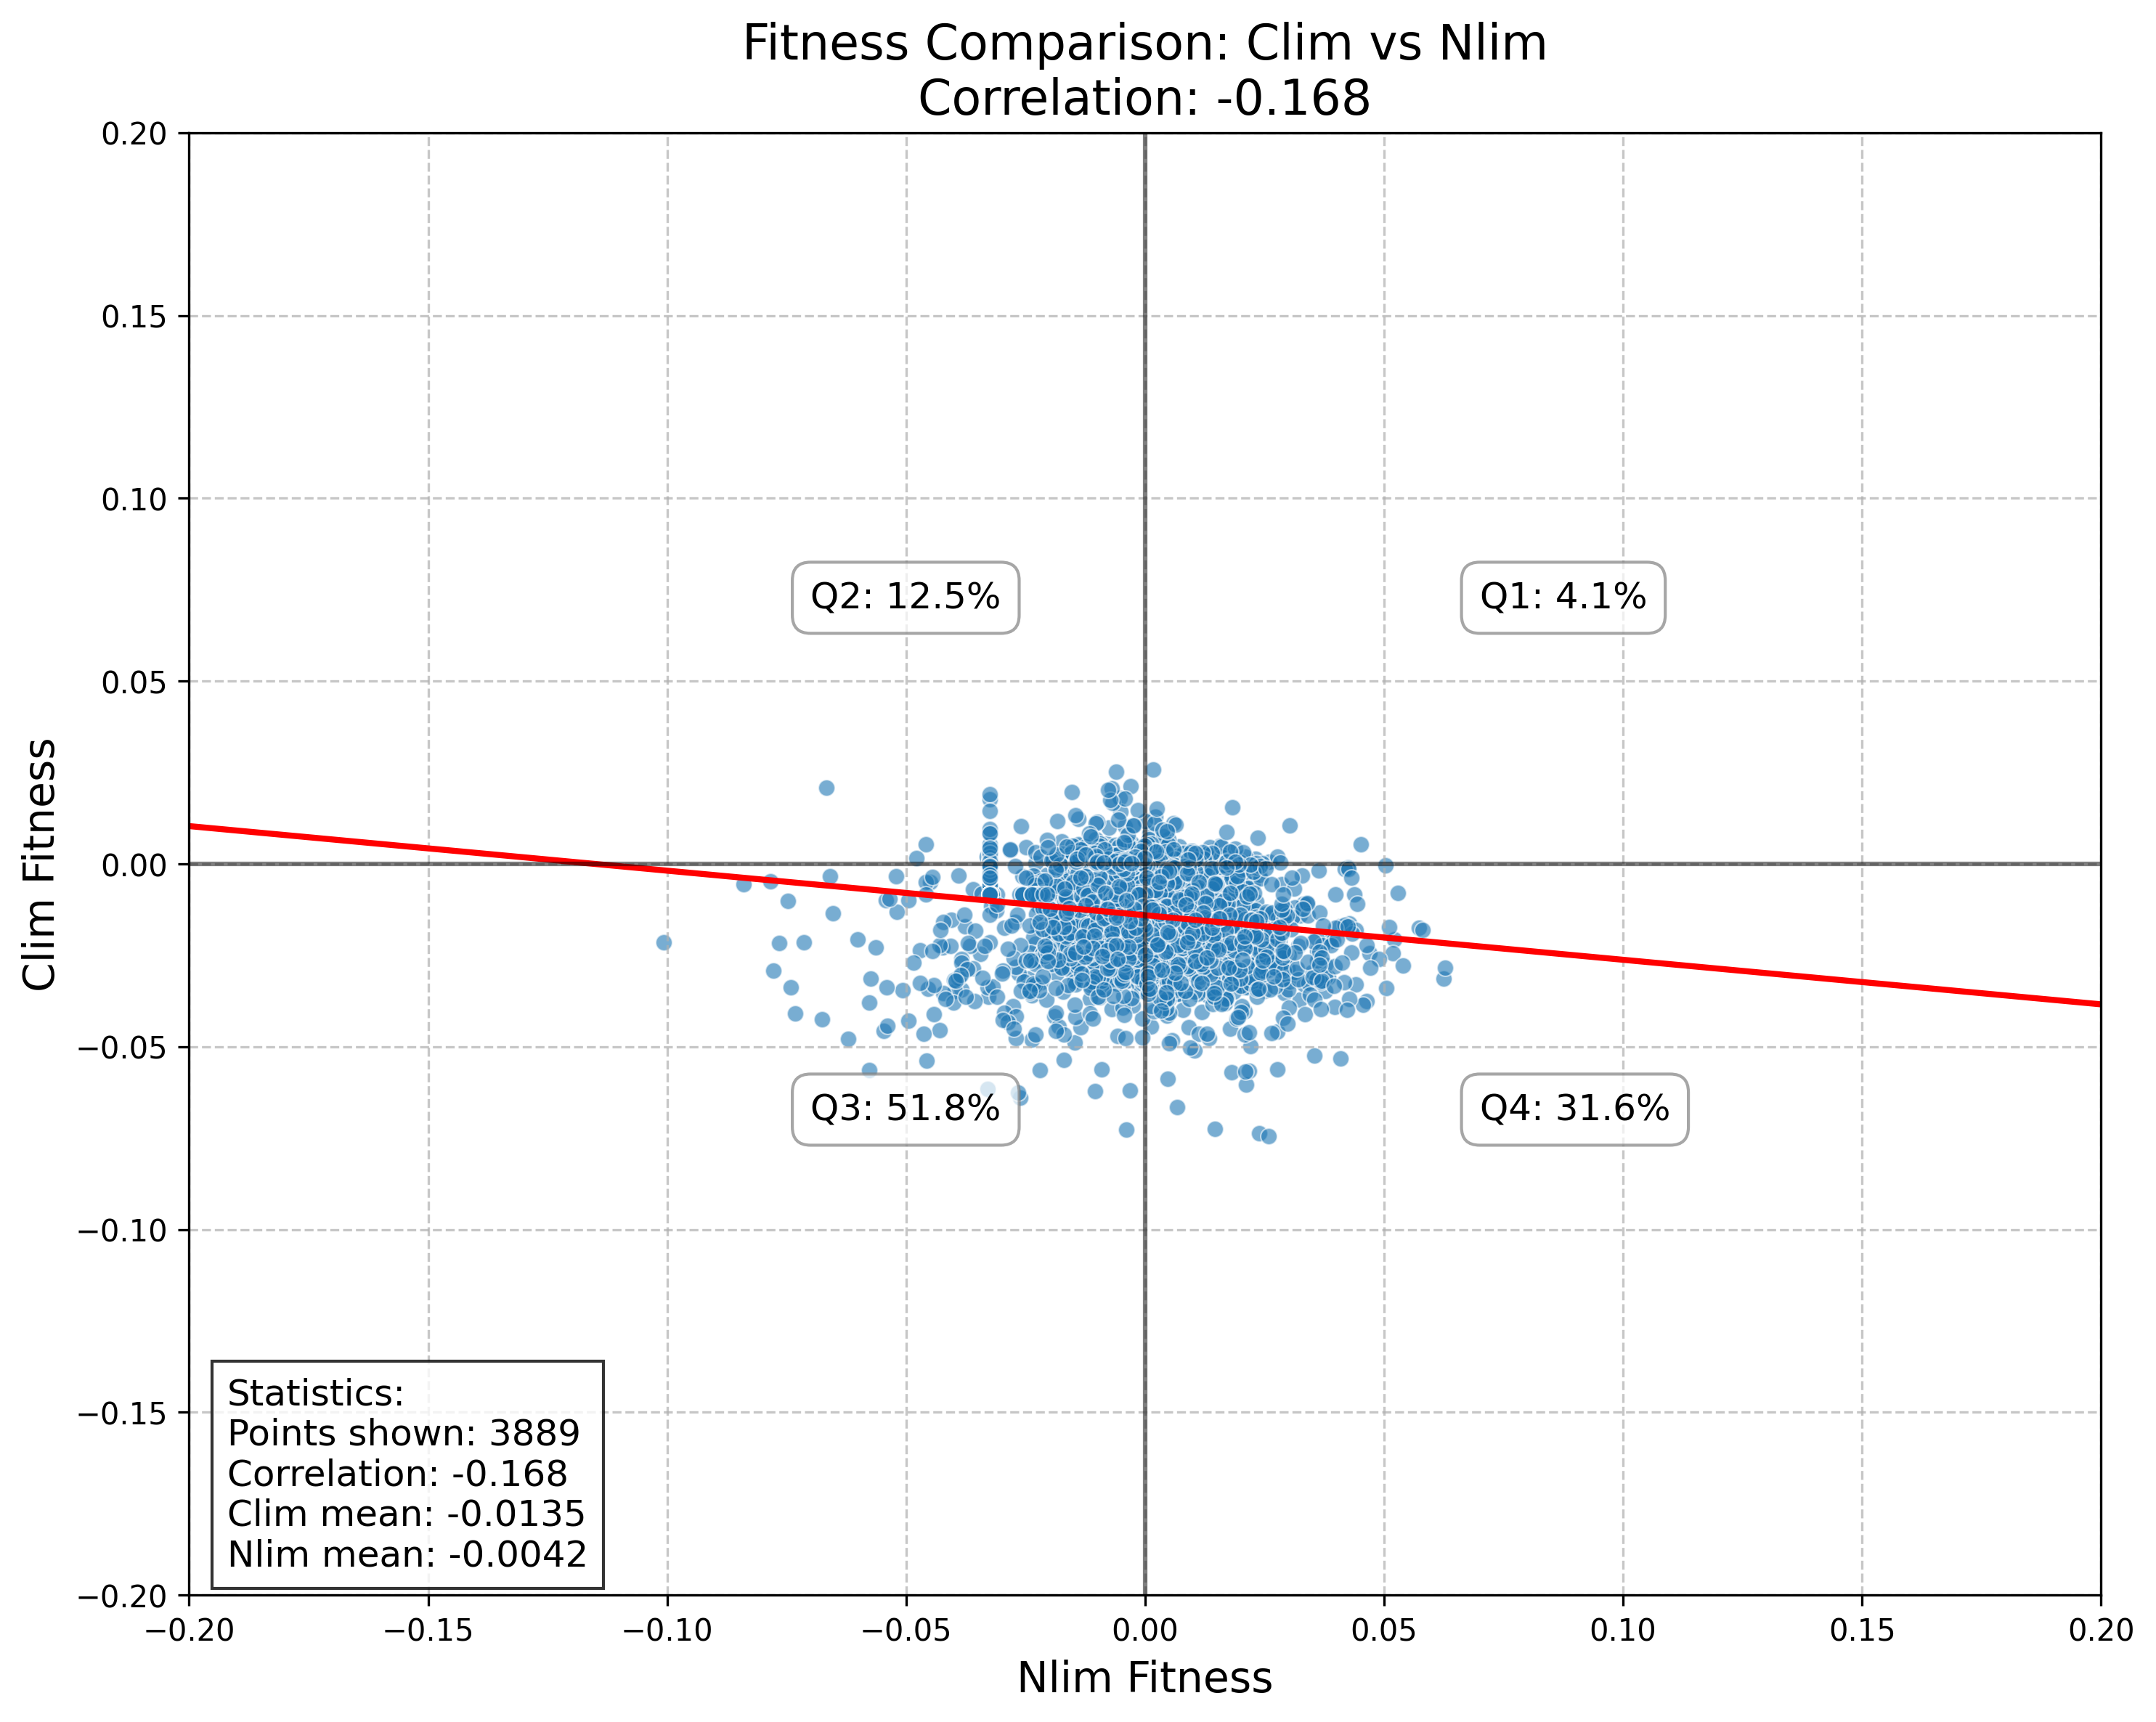 Fitness Comparison: Clim vs Nlim
Correlation: -0.168
0.20
0.15
0.10
0.05
0.00
−0.05
−0.10
−0.15
−0.20
Clim Fitness
Q2: 12.5%
Q1: 4.1%
Q3: 51.8%
Q4: 31.6%
Statistics:
Points shown: 3889
Correlation: -0.168
Clim mean: -0.0135
Nlim mean: -0.0042
−0.20 −0.15 −0.10 −0.05 0.00 0.05 0.10 0.15 0.20
Nlim Fitness